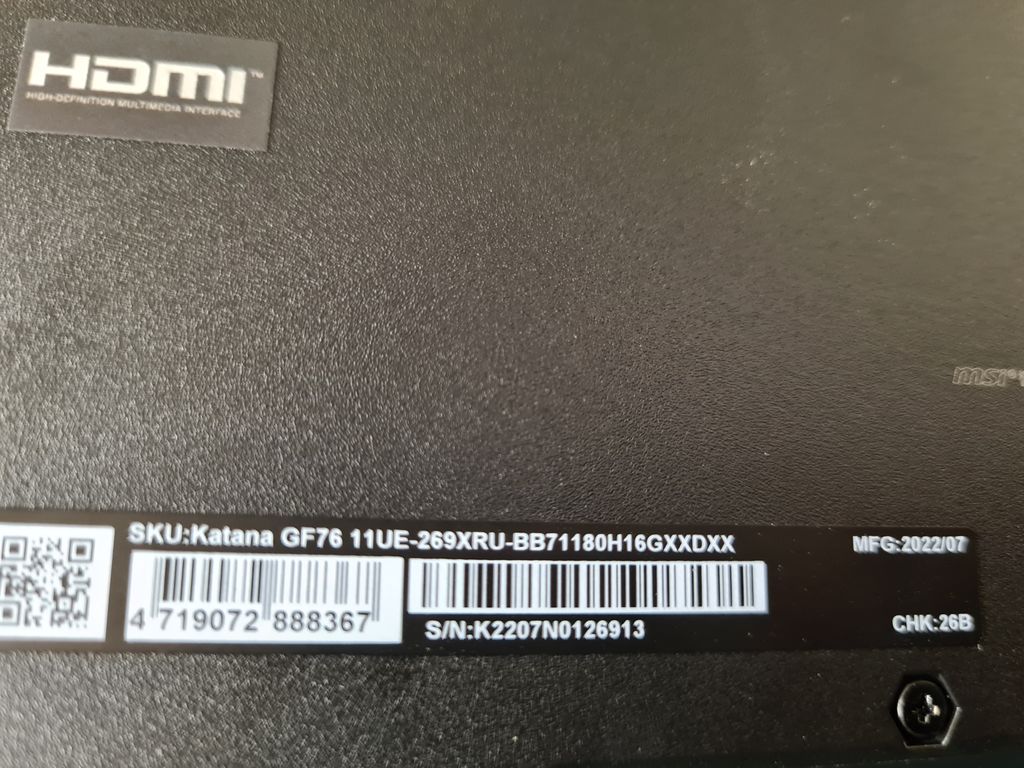 HDMI™
HIGH-DEFINITION MULTIMEDIA INTERFACE
msi®
SKU:Katana GF76 11UE-269XRU-BB71180H16GXXDXX
MFG:2022/07
4 719072 888367
S/N:K2207N0126913
CHK:26B